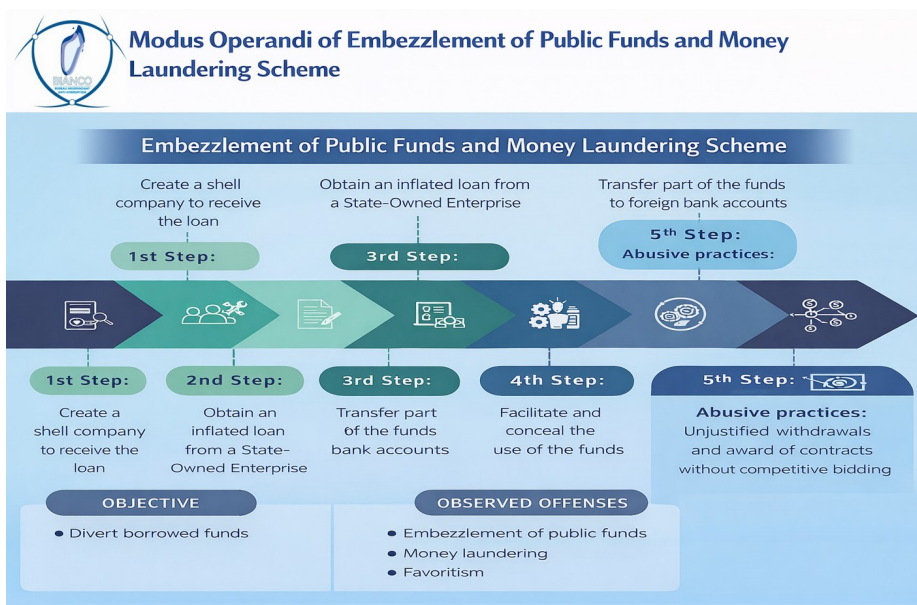 Modus Operandi of Embezzlement of Public Funds and Money
Laundering Scheme
BIANCO
Embezzlement of Public Funds and Money Laundering Scheme
Create a shell
company to receive
the loan
1st Step:
Obtain an inflated loan from
a State-Owned Enterprise
3rd Step:
Transfer part of the funds
to foreign bank accounts
5th Step:
Abusive practices:
1st Step:
Create a
shell company
to receive the
loan
2nd Step:
Obtain an
inflated loan
from a State-
Owned Enterprise
3rd Step:
Transfer part
of the funds
bank accounts
4th Step:
Facilitate and
conceal the
use of the funds
5th Step:
Abusive practices:
Unjustified withdrawals
and award of contracts
without competitive bidding
OBJECTIVE
• Divert borrowed funds
OBSERVED OFFENSES
• Embezzlement of public funds
• Money laundering
• Favoritism